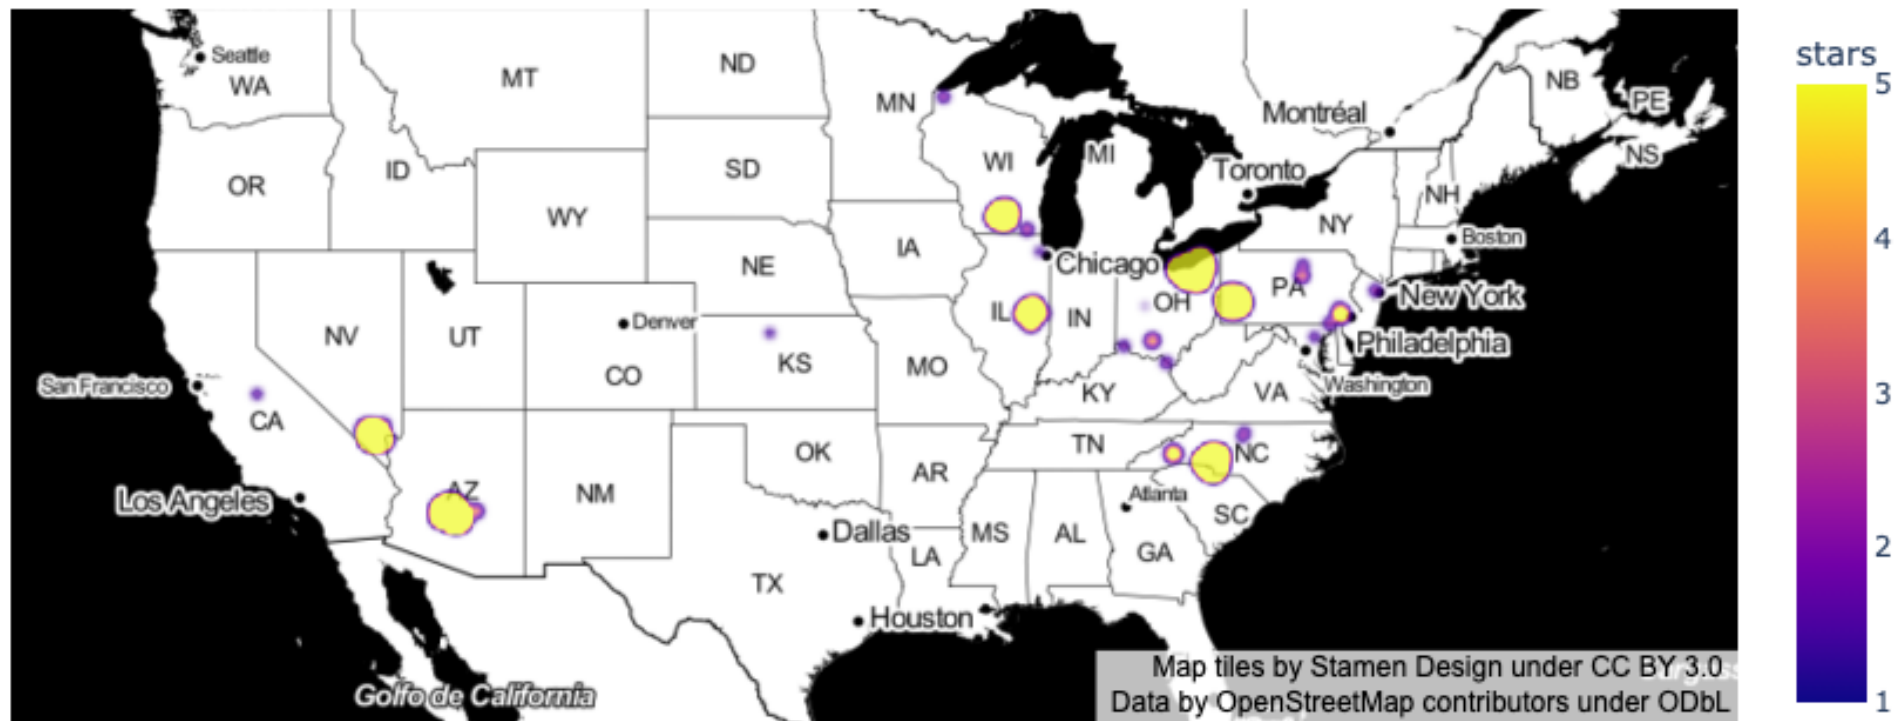 stars
5
4
3
2
1
Seattle
WA
MT
ND
MN
Montréal
NB
PE
NS
OR
ID
SD
WI
MI
Toronto
NH
WY
NY
Boston
IA
NE
Chicago
OH
PA
New York
NV
UT
Denver
CO
KS
IL
IN
MO
Philadelphia
San Francisco
CA
KY
VA
Washington
TN
NC
OK
AR
AZ
NM
Los Angeles
Atlanta
SC
Dallas
MS
AL
GA
LA
TX
Houston
Golfo de California
Map tiles by Stamen Design under CC BY 3.0
Data by OpenStreetMap contributors under ODbL